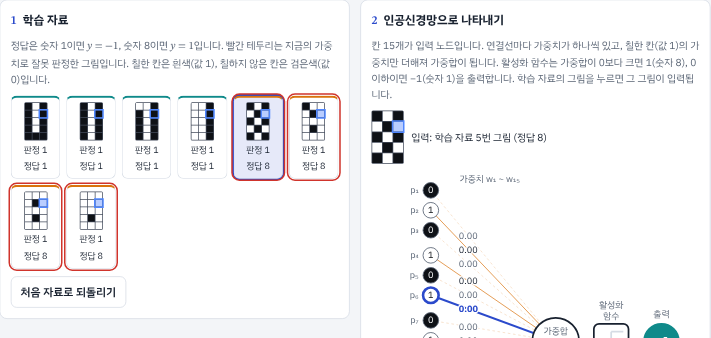 1 학습 자료
정답은 숫자 1이면 y = −1, 숫자 8이면 y = 1입니다. 빨간 테두리는 지금의 가중
치로 잘못 판정한 그림입니다. 칠한 칸은 흰색(값 1), 칠하지 않은 칸은 검은색(값
0)입니다.
판정 1 판정 1 판정 1 판정 1 판정 1 판정 1
정답 1 정답 1 정답 1 정답 1 정답 8 정답 8
판정 1 판정 1
정답 8 정답 8
처음 자료로 되돌리기
2 인공신경망으로 나타내기
칸 15개가 입력 노드입니다. 연결선마다 가중치가 하나씩 있고, 칠한 칸(값 1)의 가
중치만 더해져 가중합이 됩니다. 활성화 함수는 가중합이 0보다 크면 1(숫자 8), 0
이하이면 −1(숫자 1)을 출력합니다. 학습 자료의 그림을 누르면 그 그림이 입력됩
니다.
입력: 학습 자료 5번 그림 (정답 8)
가중치 w₁ ~ w₁₅
p₁ 0
p₂ 1
p₃ 0
0.00
0.00
p₄ 1
0.00
p₅ 0
0.00
0.00
p₆ 1
0.00
0.00
p₇ 0
0.00
0.00
가중합
활성화
함수
출력